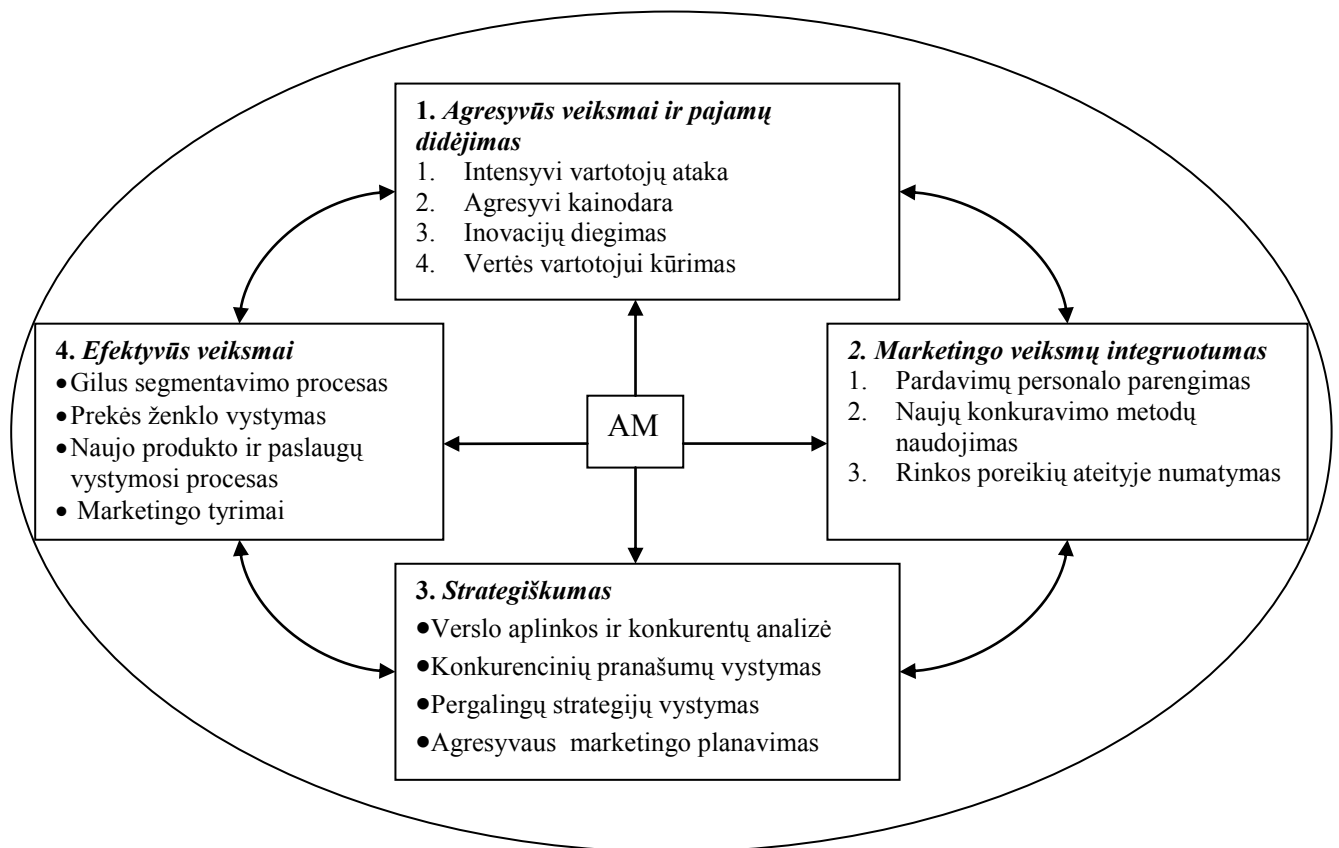 1. Agresyvūs veiksmai ir pajamų
didėjimas
1. Intensyvi vartotojų ataka
2. Agresyvi kainodara
3. Inovacijų diegimas
4. Vertės vartotojui kūrimas
4. Efektyvūs veiksmai
•Gilus segmentavimo procesas
•Prekės ženklo vystymas
•Naujo produkto ir paslaugų
vystymosi procesas
• Marketingo tyrimai
AM
2. Marketingo veiksmų integruotumas
1. Pardavimų personalo parengimas
2. Naujų konkuravimo metodų
naudojimas
3. Rinkos poreikių ateityje numatymas
3. Strategiškumas
•Verslo aplinkos ir konkurentų analizė
•Konkurencinių pranašumų vystymas
•Pergalingų strategijų vystymas
•Agresyvaus marketingo planavimas